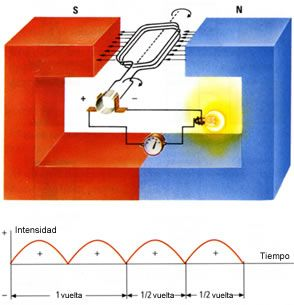 S N
+ −
+ Intensidad
+ + + + Tiempo
− 1 vuelta 1/2 vuelta 1/2 vuelta